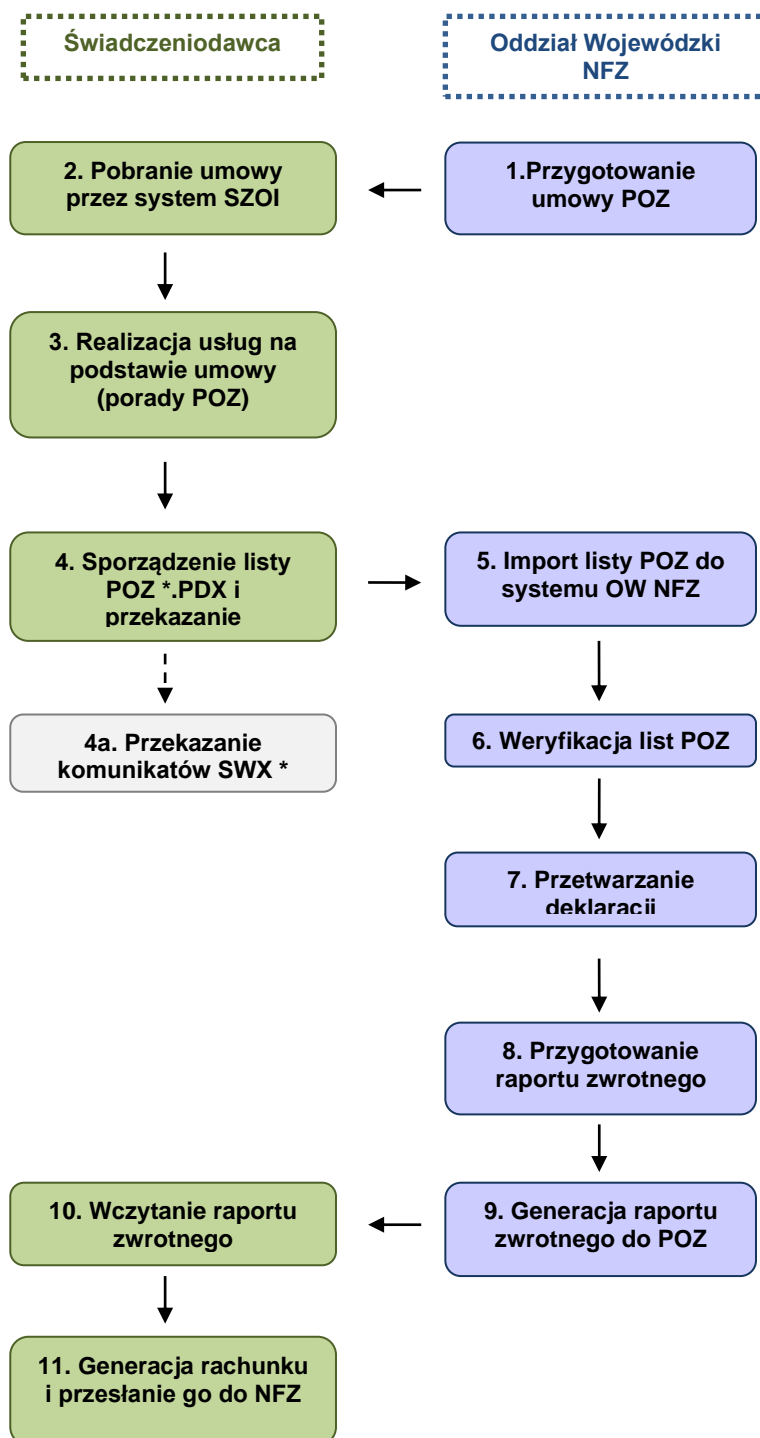 Świadczeniodawca
Oddział Wojewódzki
NFZ
2. Pobranie umowy
przez system SZOI
1.Przygotowanie
umowy POZ
3. Realizacja usług na
podstawie umowy
(porady POZ)
4. Sporządzenie listy
POZ *.PDX i
przekazanie
5. Import listy POZ do
systemu OW NFZ
4a. Przekazanie
komunikatów SWX *
6. Weryfikacja list POZ
7. Przetwarzanie
deklaracji
8. Przygotowanie
raportu zwrotnego
10. Wczytanie raportu
zwrotnego
9. Generacja raportu
zwrotnego do POZ
11. Generacja rachunku
i przesłanie go do NFZ